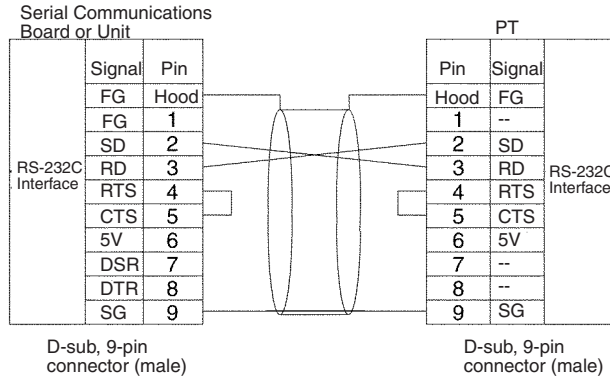 Serial Communications
Board or Unit
PT
Signal Pin Pin Signal
FG Hood Hood FG
FG 1 1 --
SD 2 2 SD
RS-232C
Interface
RD 3 3 RD
RS-232C
Interface
RTS 4 4 RTS
CTS 5 5 CTS
5V 6 6 5V
DSR 7 7 --
DTR 8 8 --
SG 9 9 SG
D-sub, 9-pin
connector (male)
D-sub, 9-pin
connector (male)